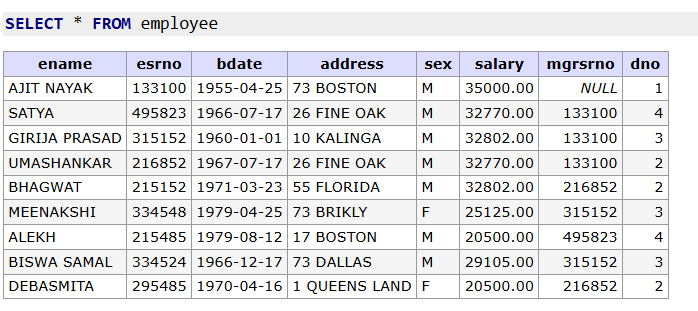 SELECT * FROM employee
ename esrno bdate address sex salary mgrsrno dno
AJIT NAYAK 133100 1955-04-25 73 BOSTON M 35000.00 NULL 1
SATYA 495823 1966-07-17 26 FINE OAK M 32770.00 133100 4
GIRIJA PRASAD 315152 1960-01-01 10 KALINGA M 32802.00 133100 3
UMASHANKAR 216852 1967-07-17 26 FINE OAK M 32770.00 133100 2
BHAGWAT 215152 1971-03-23 55 FLORIDA M 32802.00 216852 2
MEENAKSHI 334548 1979-04-25 73 BRIKLY F 25125.00 315152 3
ALEKH 215485 1979-08-12 17 BOSTON M 20500.00 495823 4
BISWA SAMAL 334524 1966-12-17 73 DALLAS M 29105.00 315152 3
DEBASMITA 295485 1970-04-16 1 QUEENS LAND F 20500.00 216852 2